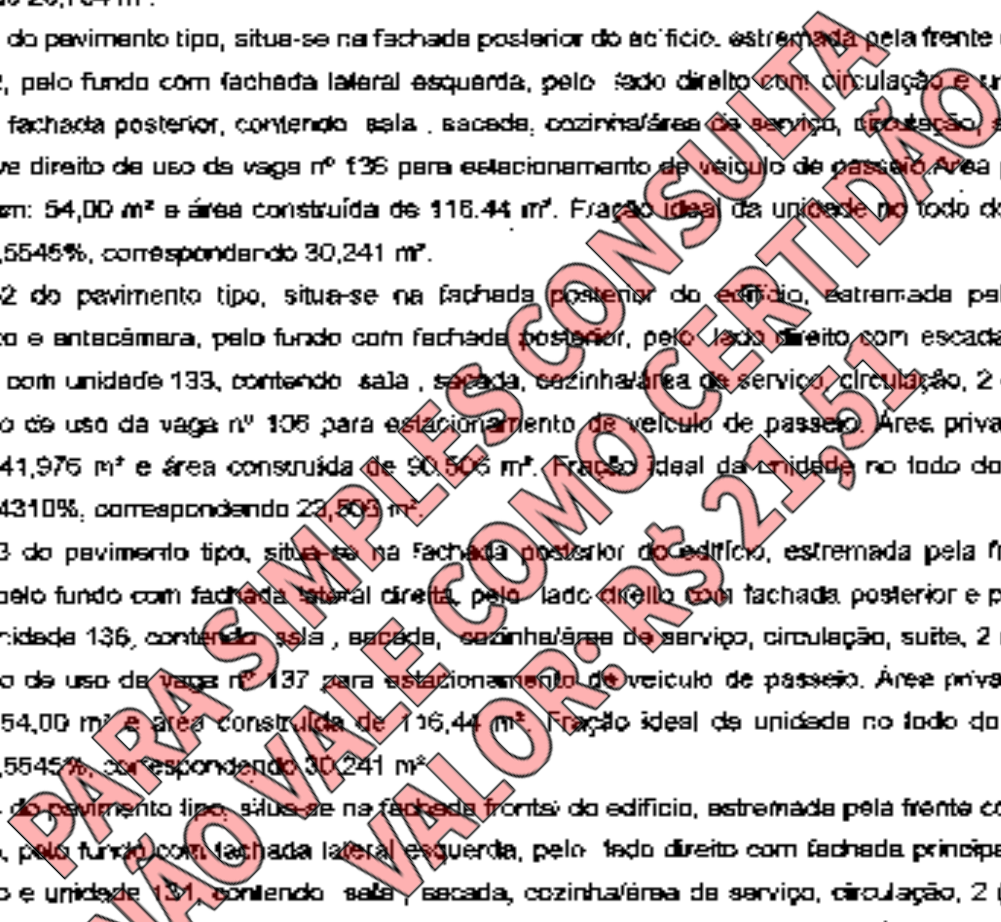 do pavimento tipo, situa-se na fachada posterior do edifício, estremada pela frente
pelo fundo com fachada lateral esquerda, pelo lado direito com circulação e
fachada posterior, contendo sala , sacada, cozinha/área de serviço, circulação,
direito de uso da vaga nº 136 para estacionamento de veículo de passeio. Área
54,00 m² e área construída de 116,44 m². Fração ideal da unidade no todo do
,5545%, correspondendo 30,241 m².
2 do pavimento tipo, situa-se na fachada posterior do edifício, estremada
e antecâmara, pelo fundo com fachada posterior, pelo lado direito com escada
com unidade 133, contendo sala , sacada, cozinha/área de serviço, circulação, 2
o de uso da vaga nº 106 para estacionamento de veículo de passeio. Área
41,976 m² e área construída de 90,506 m². Fração ideal da unidade no todo do
4310%, correspondendo m².
3 do pavimento tipo, situa-se na fachada posterior do edifício, estremada pela
pelo fundo com fachada lateral direita, pelo lado direito com fachada posterior e
136, contendo sala , sacada, cozinha/área de serviço, circulação, suíte, 2
o de uso da vaga nº 137 para estacionamento de veículo de passeio. Área
54,00 m² e área construída de 116,44 m². Fração ideal da unidade no todo do
,5545%, correspondendo 30,241 m²
do pavimento tipo, situa-se na fachada frontal do edifício, estremada pela frente
pelo fundo com fachada lateral esquerda, pelo lado direito com fachada
e unidade 131, contendo sala , sacada, cozinha/área de serviço, circulação, 2
PARA SIMPLES CONSULTA
NÃO VALE COMO CERTIDÃO
VALOR: R$ 21,51